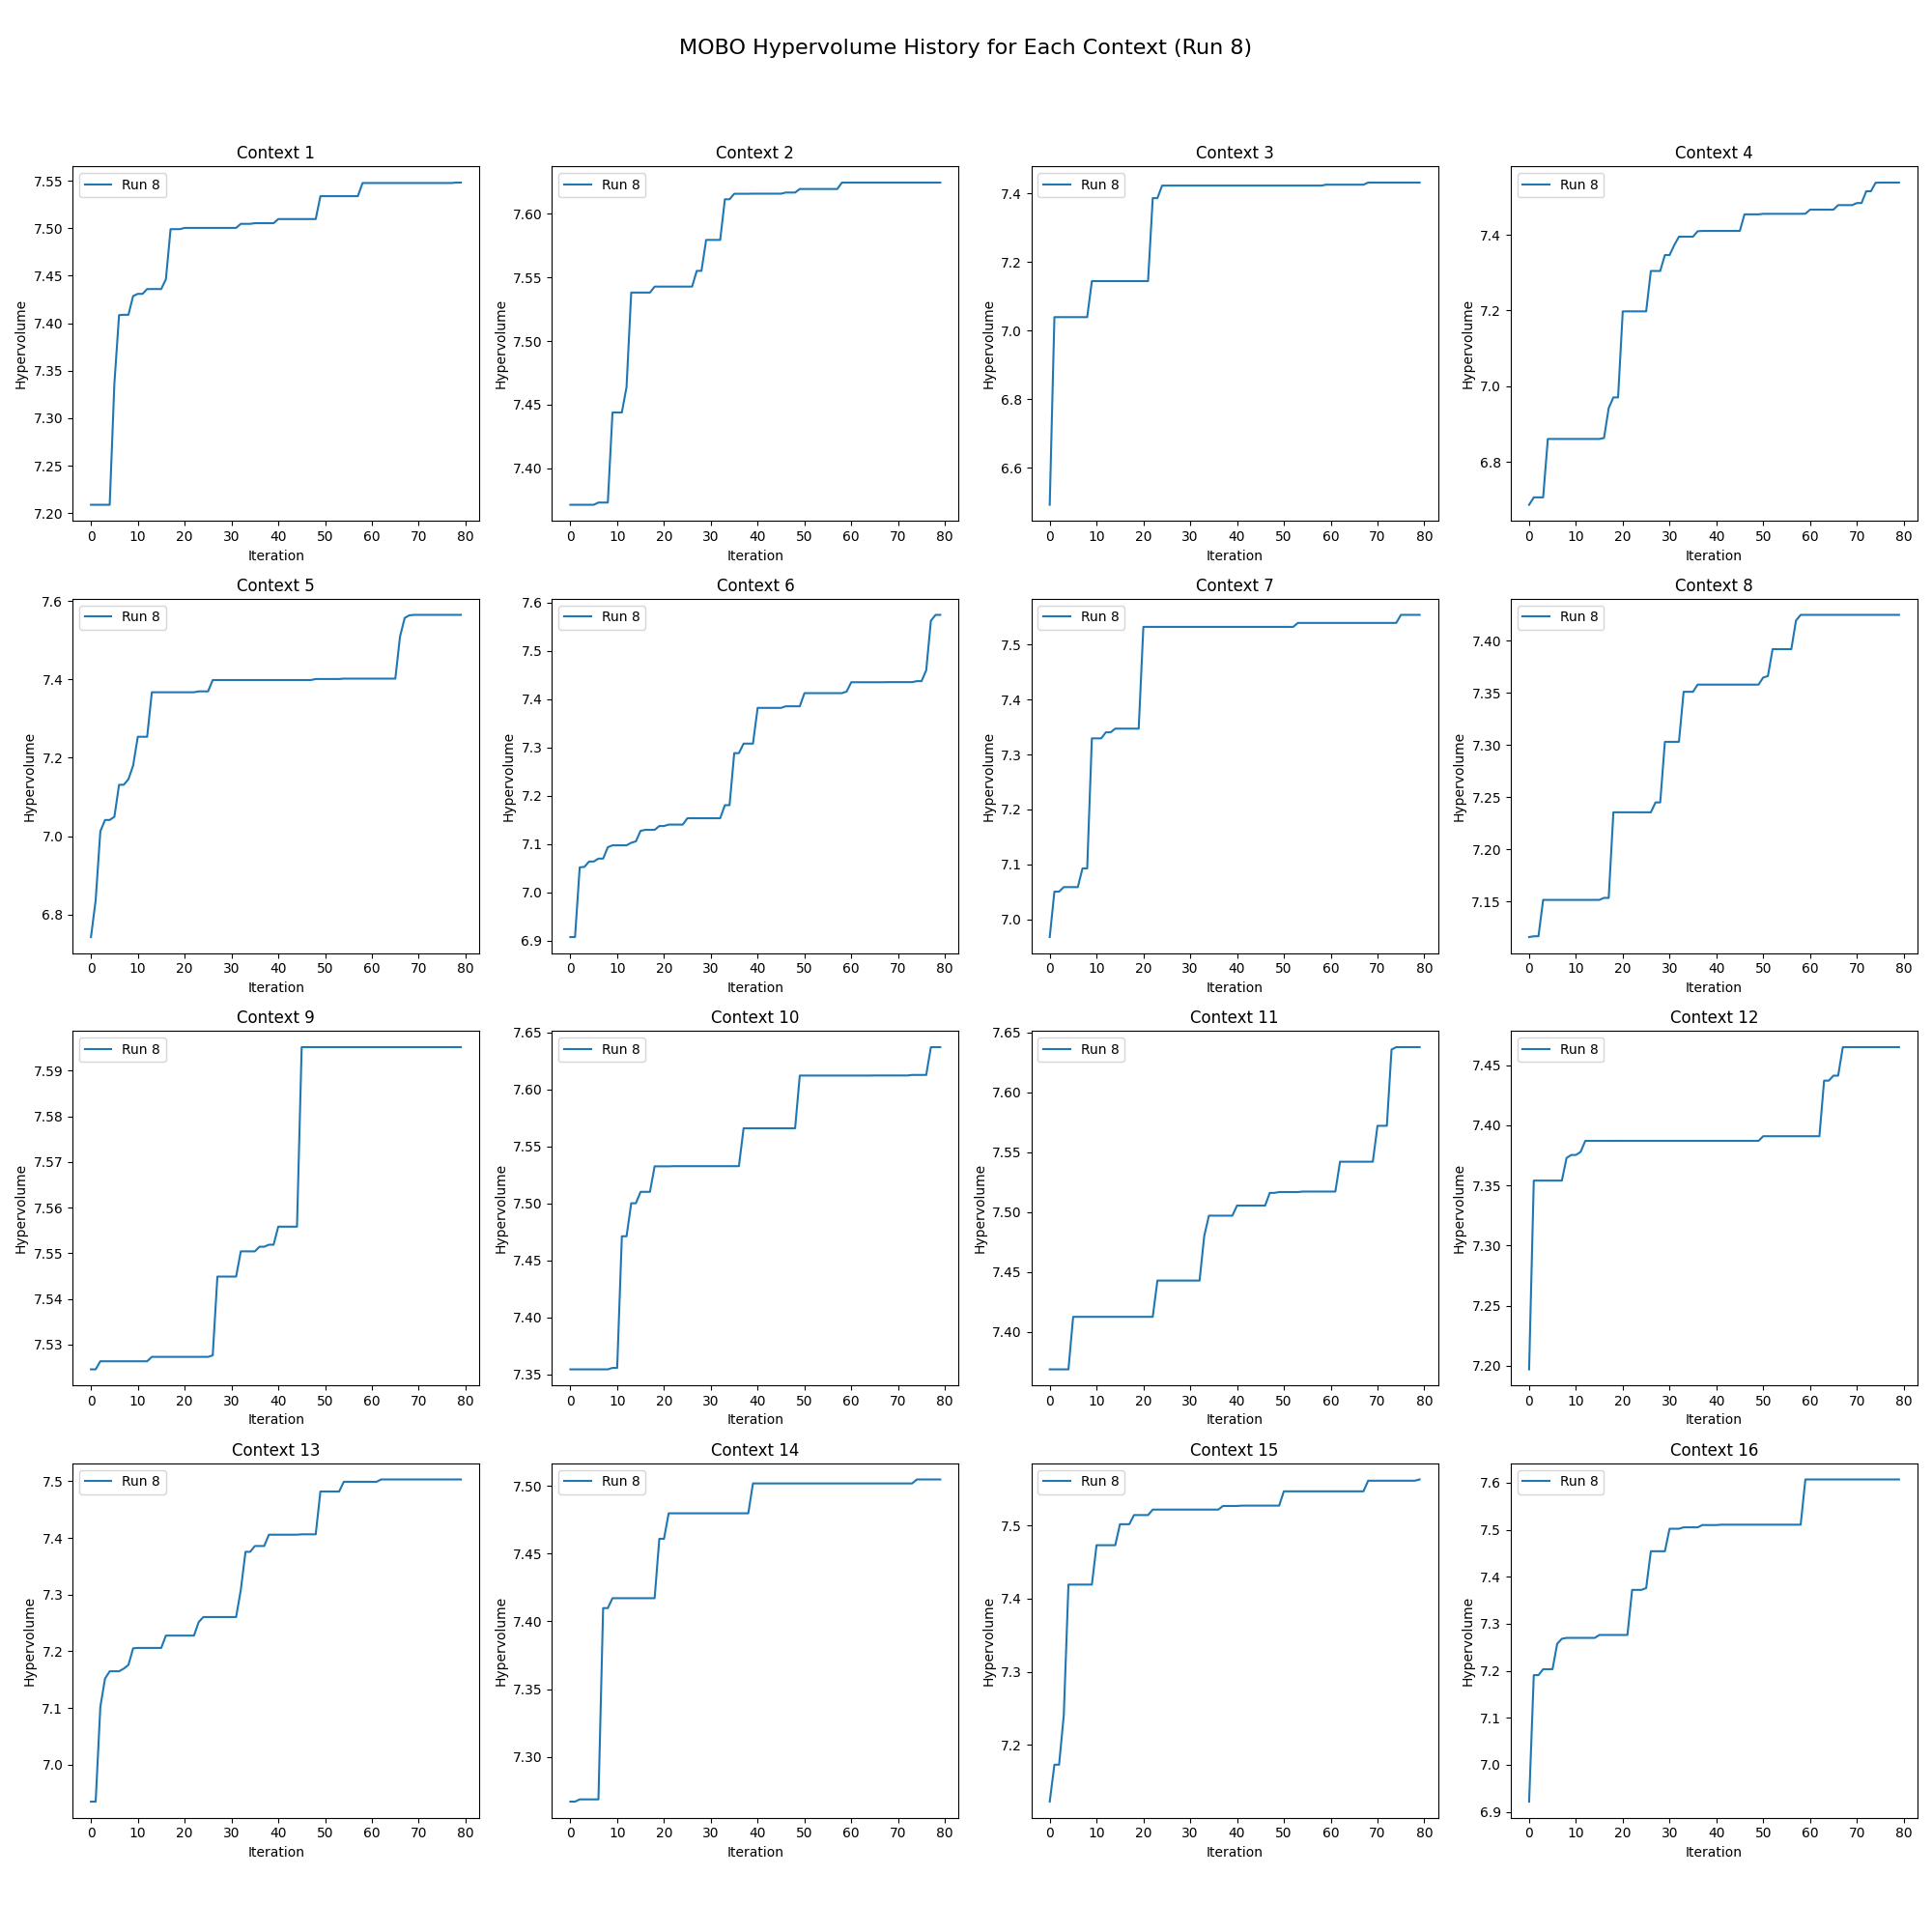 MOBO Hypervolume History for Each Context (Run 8)
Context 1
Run 8
7.55
7.50
7.45
7.40
7.35
7.30
7.25
7.20
Hypervolume
0 10 20 30 40 50 60 70 80
Iteration
Context 2
Run 8
7.60
7.55
7.50
7.45
7.40
Hypervolume
0 10 20 30 40 50 60 70 80
Iteration
Context 3
Run 8
7.4
7.2
7.0
6.8
6.6
Hypervolume
0 10 20 30 40 50 60 70 80
Iteration
Context 4
Run 8
7.4
7.2
7.0
6.8
Hypervolume
0 10 20 30 40 50 60 70 80
Iteration
Context 5
Run 8
7.6
7.4
7.2
7.0
6.8
Hypervolume
0 10 20 30 40 50 60 70 80
Iteration
Context 6
Run 8
7.6
7.5
7.4
7.3
7.2
7.1
7.0
6.9
Hypervolume
0 10 20 30 40 50 60 70 80
Iteration
Context 7
Run 8
7.5
7.4
7.3
7.2
7.1
7.0
Hypervolume
0 10 20 30 40 50 60 70 80
Iteration
Context 8
Run 8
7.40
7.35
7.30
7.25
7.20
7.15
Hypervolume
0 10 20 30 40 50 60 70 80
Iteration
Context 9
Run 8
7.59
7.58
7.57
7.56
7.55
7.54
7.53
Hypervolume
0 10 20 30 40 50 60 70 80
Iteration
Context 10
Run 8
7.65
7.60
7.55
7.50
7.45
7.40
7.35
Hypervolume
0 10 20 30 40 50 60 70 80
Iteration
Context 11
Run 8
7.65
7.60
7.55
7.50
7.45
7.40
Hypervolume
0 10 20 30 40 50 60 70 80
Iteration
Context 12
Run 8
7.45
7.40
7.35
7.30
7.25
7.20
Hypervolume
0 10 20 30 40 50 60 70 80
Iteration
Context 13
Run 8
7.5
7.4
7.3
7.2
7.1
7.0
Hypervolume
0 10 20 30 40 50 60 70 80
Iteration
Context 14
Run 8
7.50
7.45
7.40
7.35
7.30
Hypervolume
0 10 20 30 40 50 60 70 80
Iteration
Context 15
Run 8
7.5
7.4
7.3
7.2
Hypervolume
0 10 20 30 40 50 60 70 80
Iteration
Context 16
Run 8
7.6
7.5
7.4
7.3
7.2
7.1
7.0
6.9
Hypervolume
0 10 20 30 40 50 60 70 80
Iteration